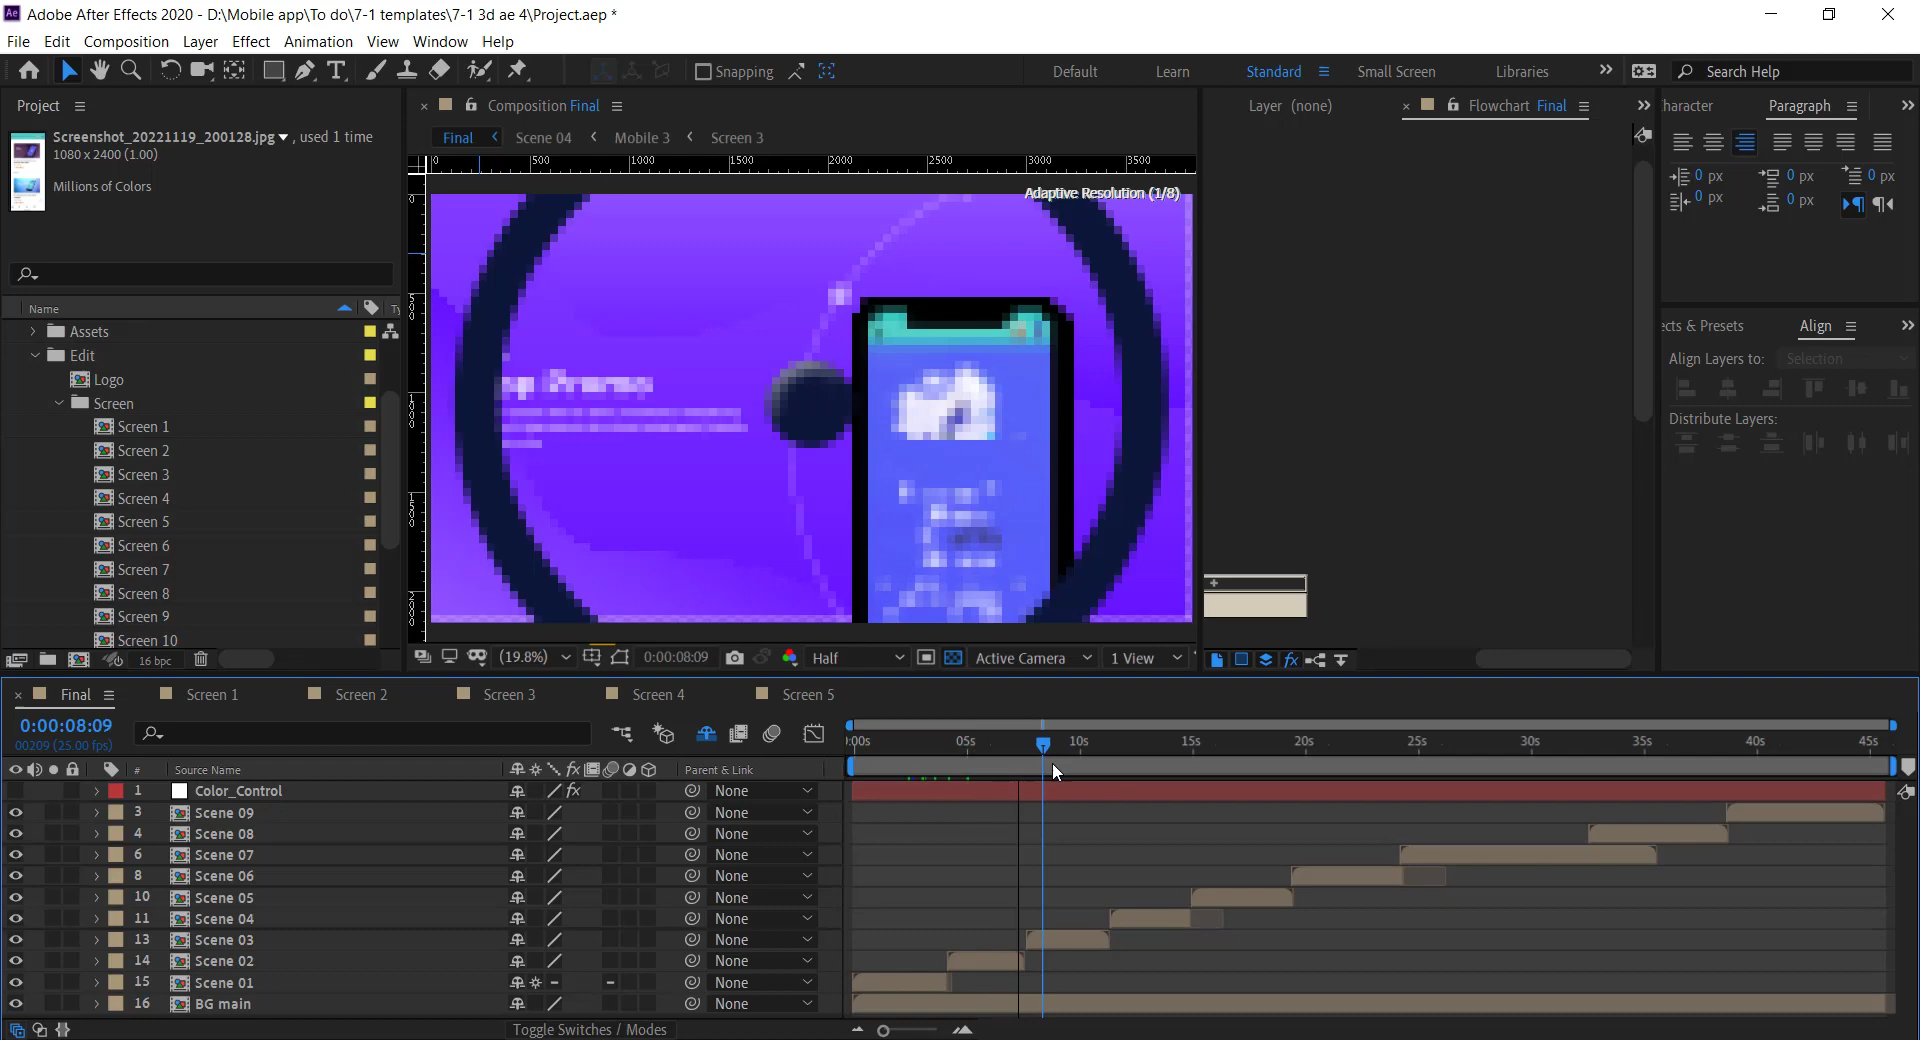 Adobe After Effects 2020 - D:\Mobile app\To do\7-1 templates\7-1 3d ae 4\Project.aep *
File Edit Composition Layer Effect Animation View Window Help
Snapping Default Learn Standard Small Screen Libraries Search Help
Project
Composition Final
Layer (none)
Flowchart Final
haracter
Paragraph
Screenshot_20221119_200128.jpg , used 1 time
1080 x 2400 (1.00)
Millions of Colors
Final Scene 04 Mobile 3 Screen 3
0 500 1000 1500 2000 2500 3000 3500
Adaptive Resolution (1/8)
0 px 0 px 0 px
0 px 0 px
Name
Assets
Edit
Logo
Screen
Screen 1
Screen 2
Screen 3
Screen 4
Screen 5
Screen 6
Screen 7
Screen 8
Screen 9
Screen 10
16 bpc
ects & Presets
Align
Align Layers to: Selection
Distribute Layers:
(19.8%) 0:00:08:09 Half Active Camera 1 View
Final Screen 1 Screen 2 Screen 3 Screen 4 Screen 5
0:00:08:09
00209 (25.00 fps)
:00s 05s 10s 15s 20s 25s 30s 35s 40s 45s
# Source Name Parent & Link
1 Color_Control None
3 Scene 09 None
4 Scene 08 None
6 Scene 07 None
8 Scene 06 None
10 Scene 05 None
11 Scene 04 None
13 Scene 03 None
14 Scene 02 None
15 Scene 01 None
16 BG main None
Toggle Switches / Modes